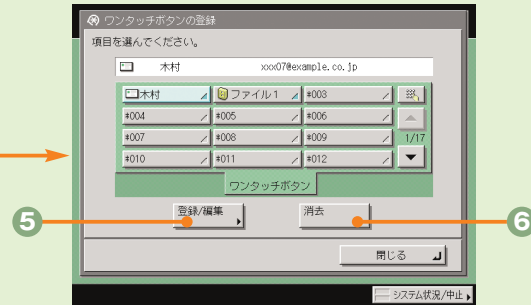 ワンタッチボタンの登録
項目を選んでください。
木村 xxx07@example.co.jp
木村 ファイル1 *003
*004 *005 *006
*007 *008 *009 1/17
*010 *011 *012
ワンタッチボタン
5 登録/編集 消去 6
閉じる
システム状況/中止